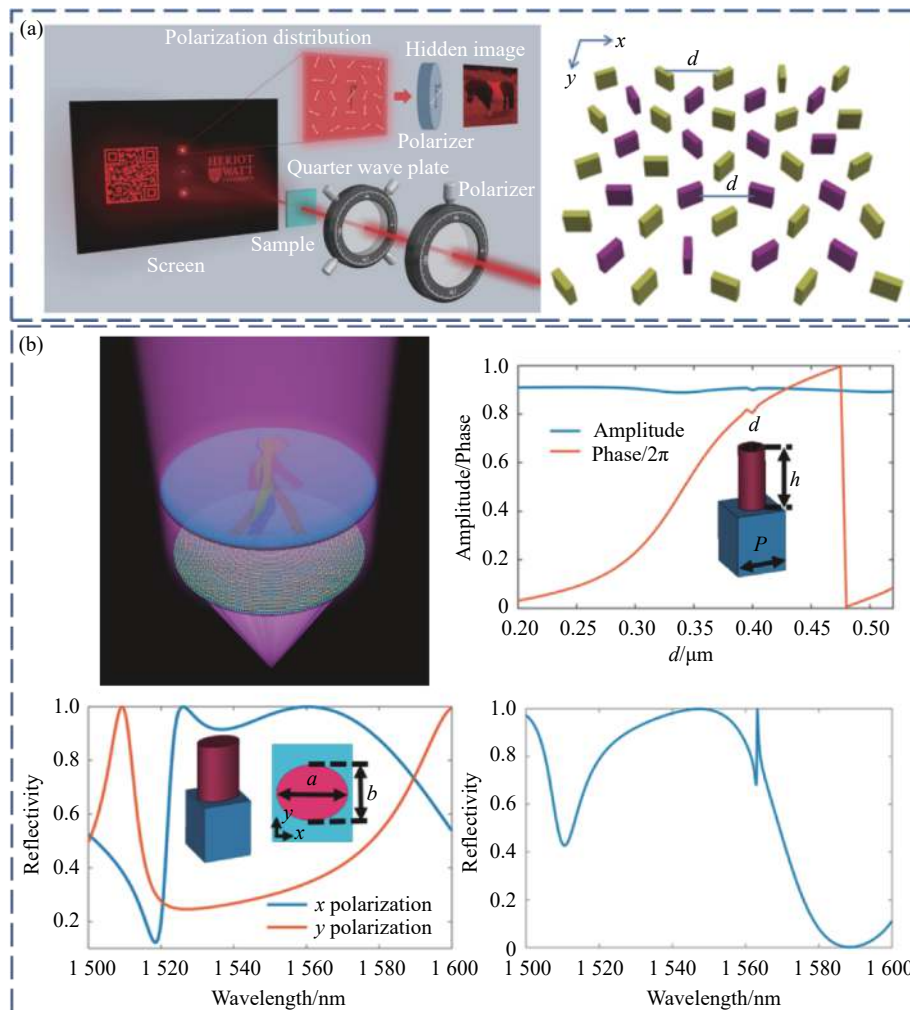 (a)
Polarization distribution
Hidden image
Polarizer
Quarter wave plate
Polarizer
HERIOT
WATT
UNIVERSITY
Sample
Screen
x
y
d
d
(b)
1.0
0.8
0.6
0.4
0.2
0
Amplitude/Phase
Amplitude
Phase/2π
d
h
P
0.20 0.25 0.30 0.35 0.40 0.45 0.50
d/μm
1.0
0.8
0.6
0.4
0.2
Reflectivity
a
b
y
x
x polarization
y polarization
1 500 1 520 1 540 1 560 1 580 1 600
Wavelength/nm
1.0
0.8
0.6
0.4
0.2
0
Reflectivity
1 500 1 520 1 540 1 560 1 580 1 600
Wavelength/nm